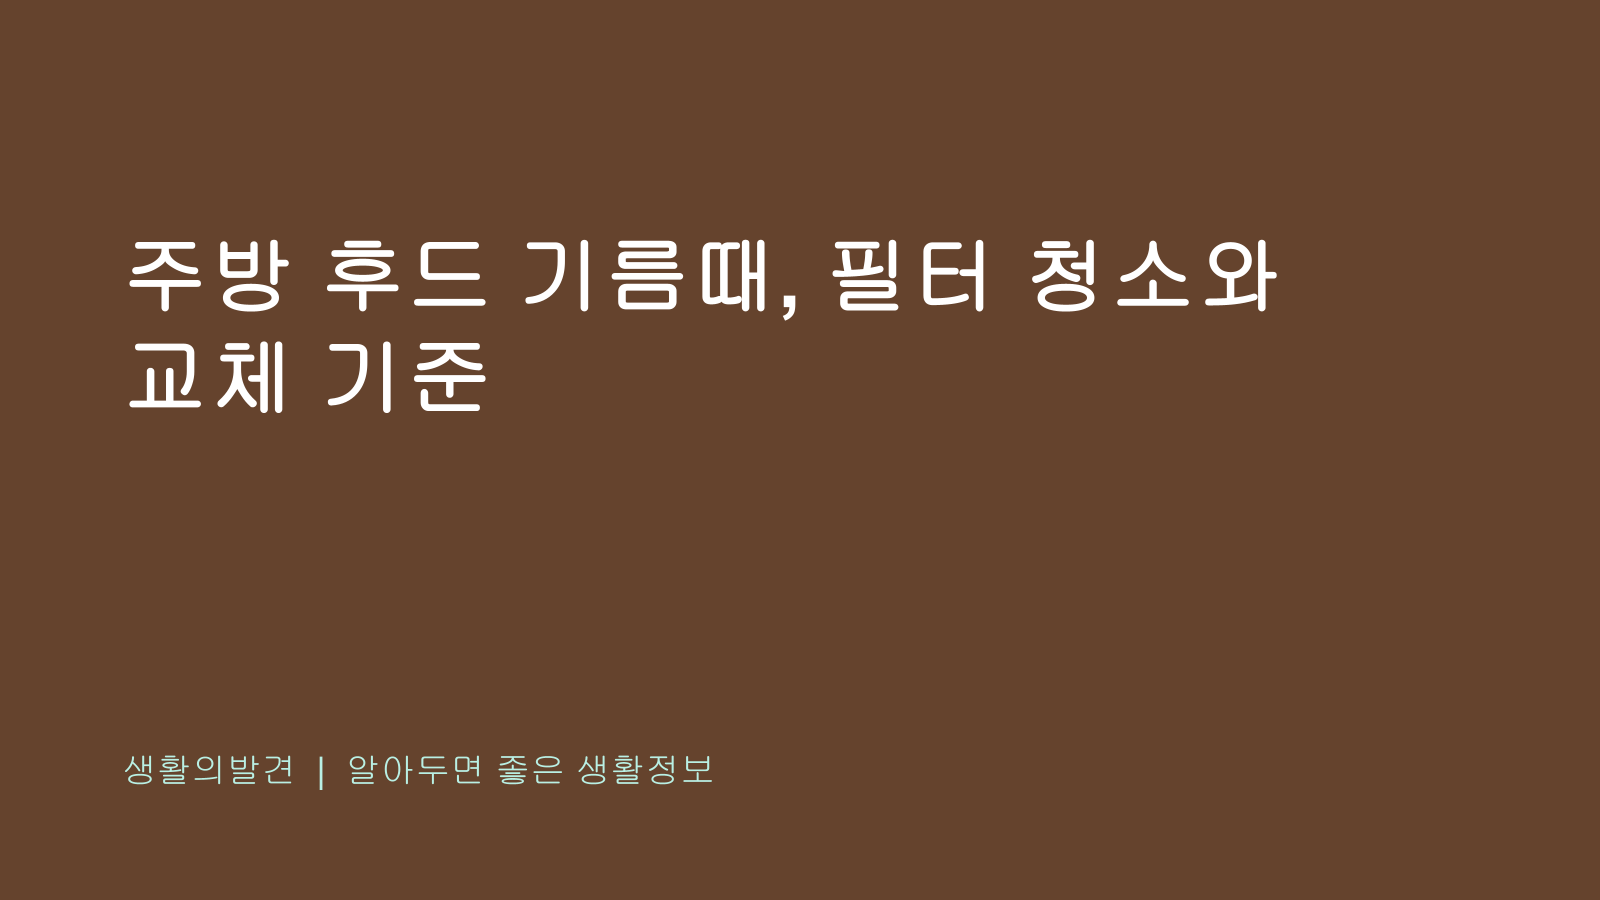 주방 후드 기름때, 필터 청소와
교체 기준
생활의발견 | 알아두면 좋은 생활정보